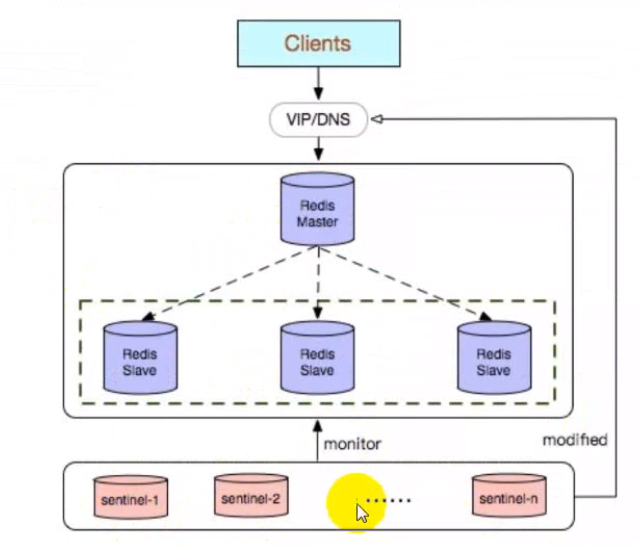 Clients
VIP/DNS
Redis
Master
Redis
Slave
Redis
Slave
Redis
Slave
monitor
modified
sentinel-1
sentinel-2
......
sentinel-n